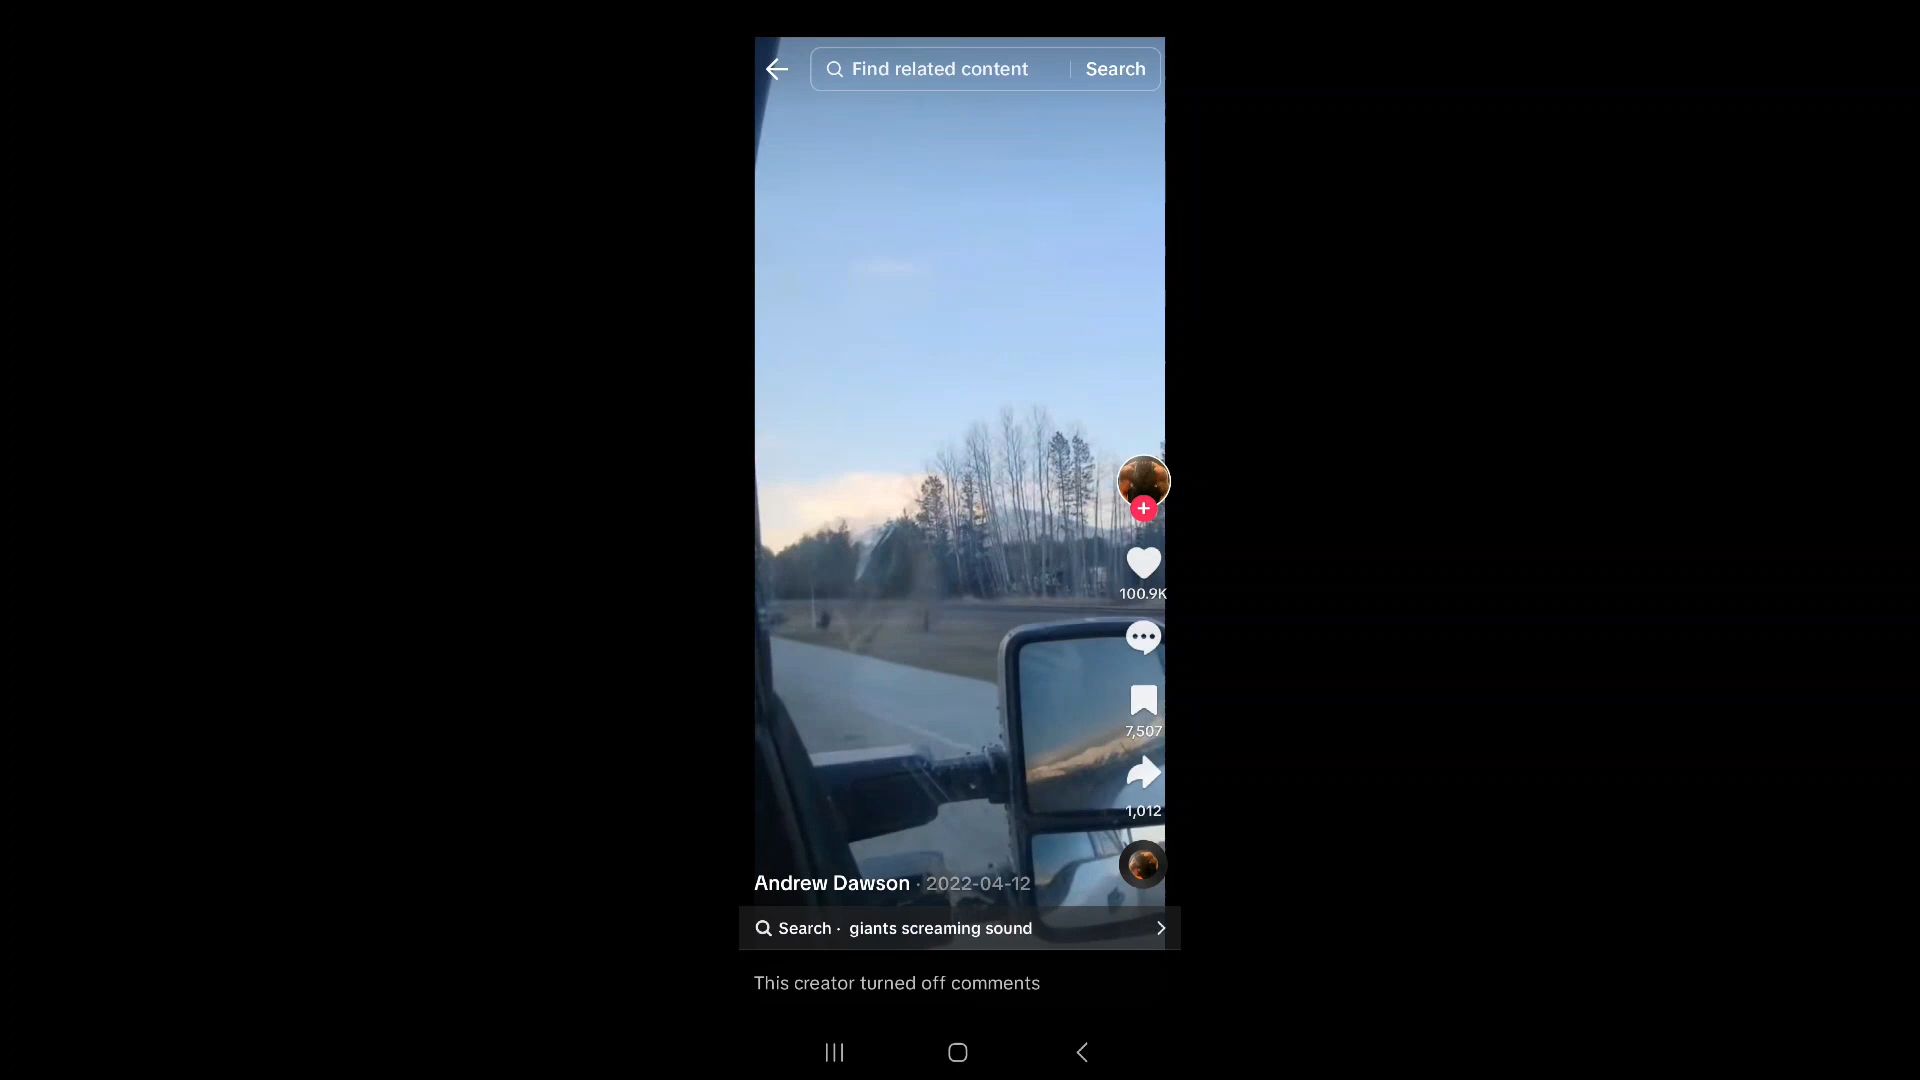 Find related content
Search
100.9K
7,507
1,012
Andrew Dawson · 2022-04-12
Search · giants screaming sound
This creator turned off comments